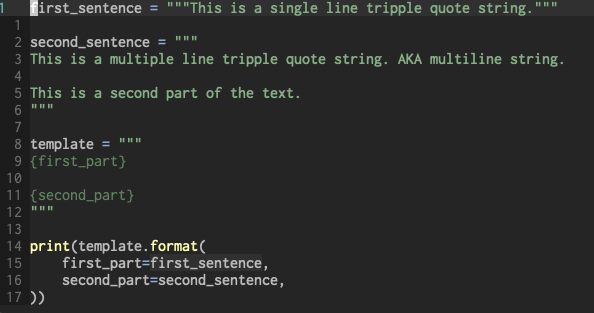 1 first_sentence = """This is a single line tripple quote string."""
1
2 second_sentence = """
3 This is a multiple line tripple quote string. AKA multiline string.
4
5 This is a second part of the text.
6 """
7
8 template = """
9 {first_part}
10
11 {second_part}
12 """
13
14 print(template.format(
15     first_part=first_sentence,
16     second_part=second_sentence,
17 ))